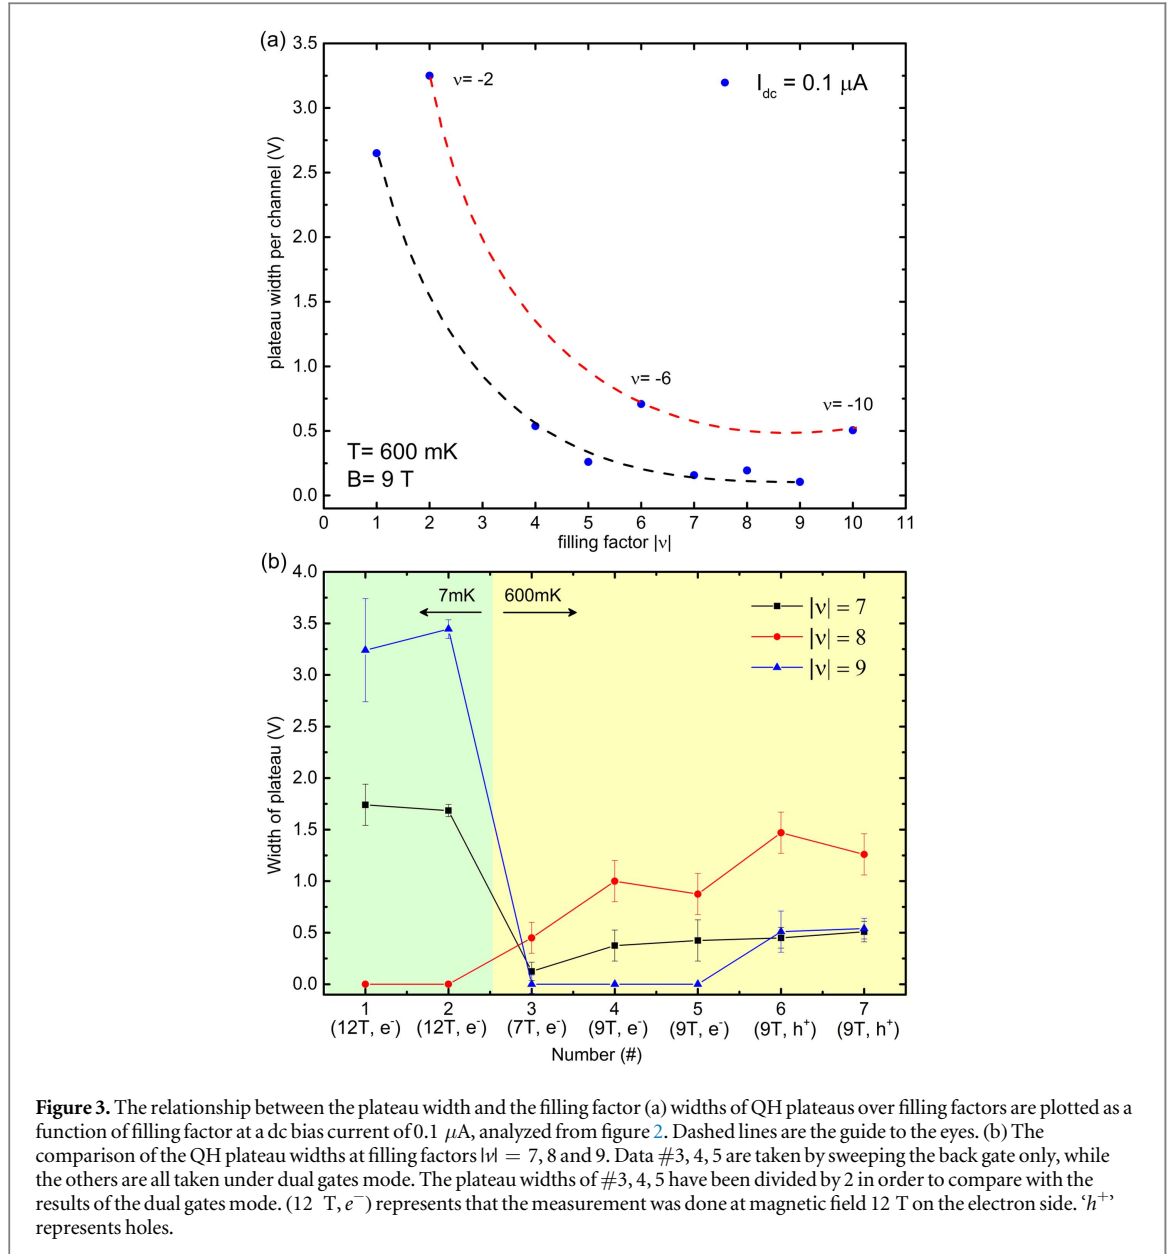 (a)
3.5
3.0
2.5
2.0
1.5
1.0
0.5
0.0
plateau width per channel (V)
ν= -2
I_dc = 0.1 μA
ν= -6
ν= -10
T= 600 mK
B= 9 T
0 1 2 3 4 5 6 7 8 9 10 11
filling factor |ν|
(b)
4.0
3.5
3.0
2.5
2.0
1.5
1.0
0.5
0.0
Width of plateau (V)
7mK 600mK
|ν| = 7
|ν| = 8
|ν| = 9
1 2 3 4 5 6 7
(12T, e⁻) (12T, e⁻) (7T, e⁻) (9T, e⁻) (9T, e⁻) (9T, h⁺) (9T, h⁺)
Number (#)
Figure 3. The relationship between the plateau width and the filling factor (a) widths of QH plateaus over filling factors are plotted as a
function of filling factor at a dc bias current of 0.1 μA, analyzed from figure 2. Dashed lines are the guide to the eyes. (b) The
comparison of the QH plateau widths at filling factors |ν| = 7, 8 and 9. Data #3, 4, 5 are taken by sweeping the back gate only, while
the others are all taken under dual gates mode. The plateau widths of #3, 4, 5 have been divided by 2 in order to compare with the
results of the dual gates mode. (12 T, e⁻) represents that the measurement was done at magnetic field 12 T on the electron side. ‘h⁺’
represents holes.